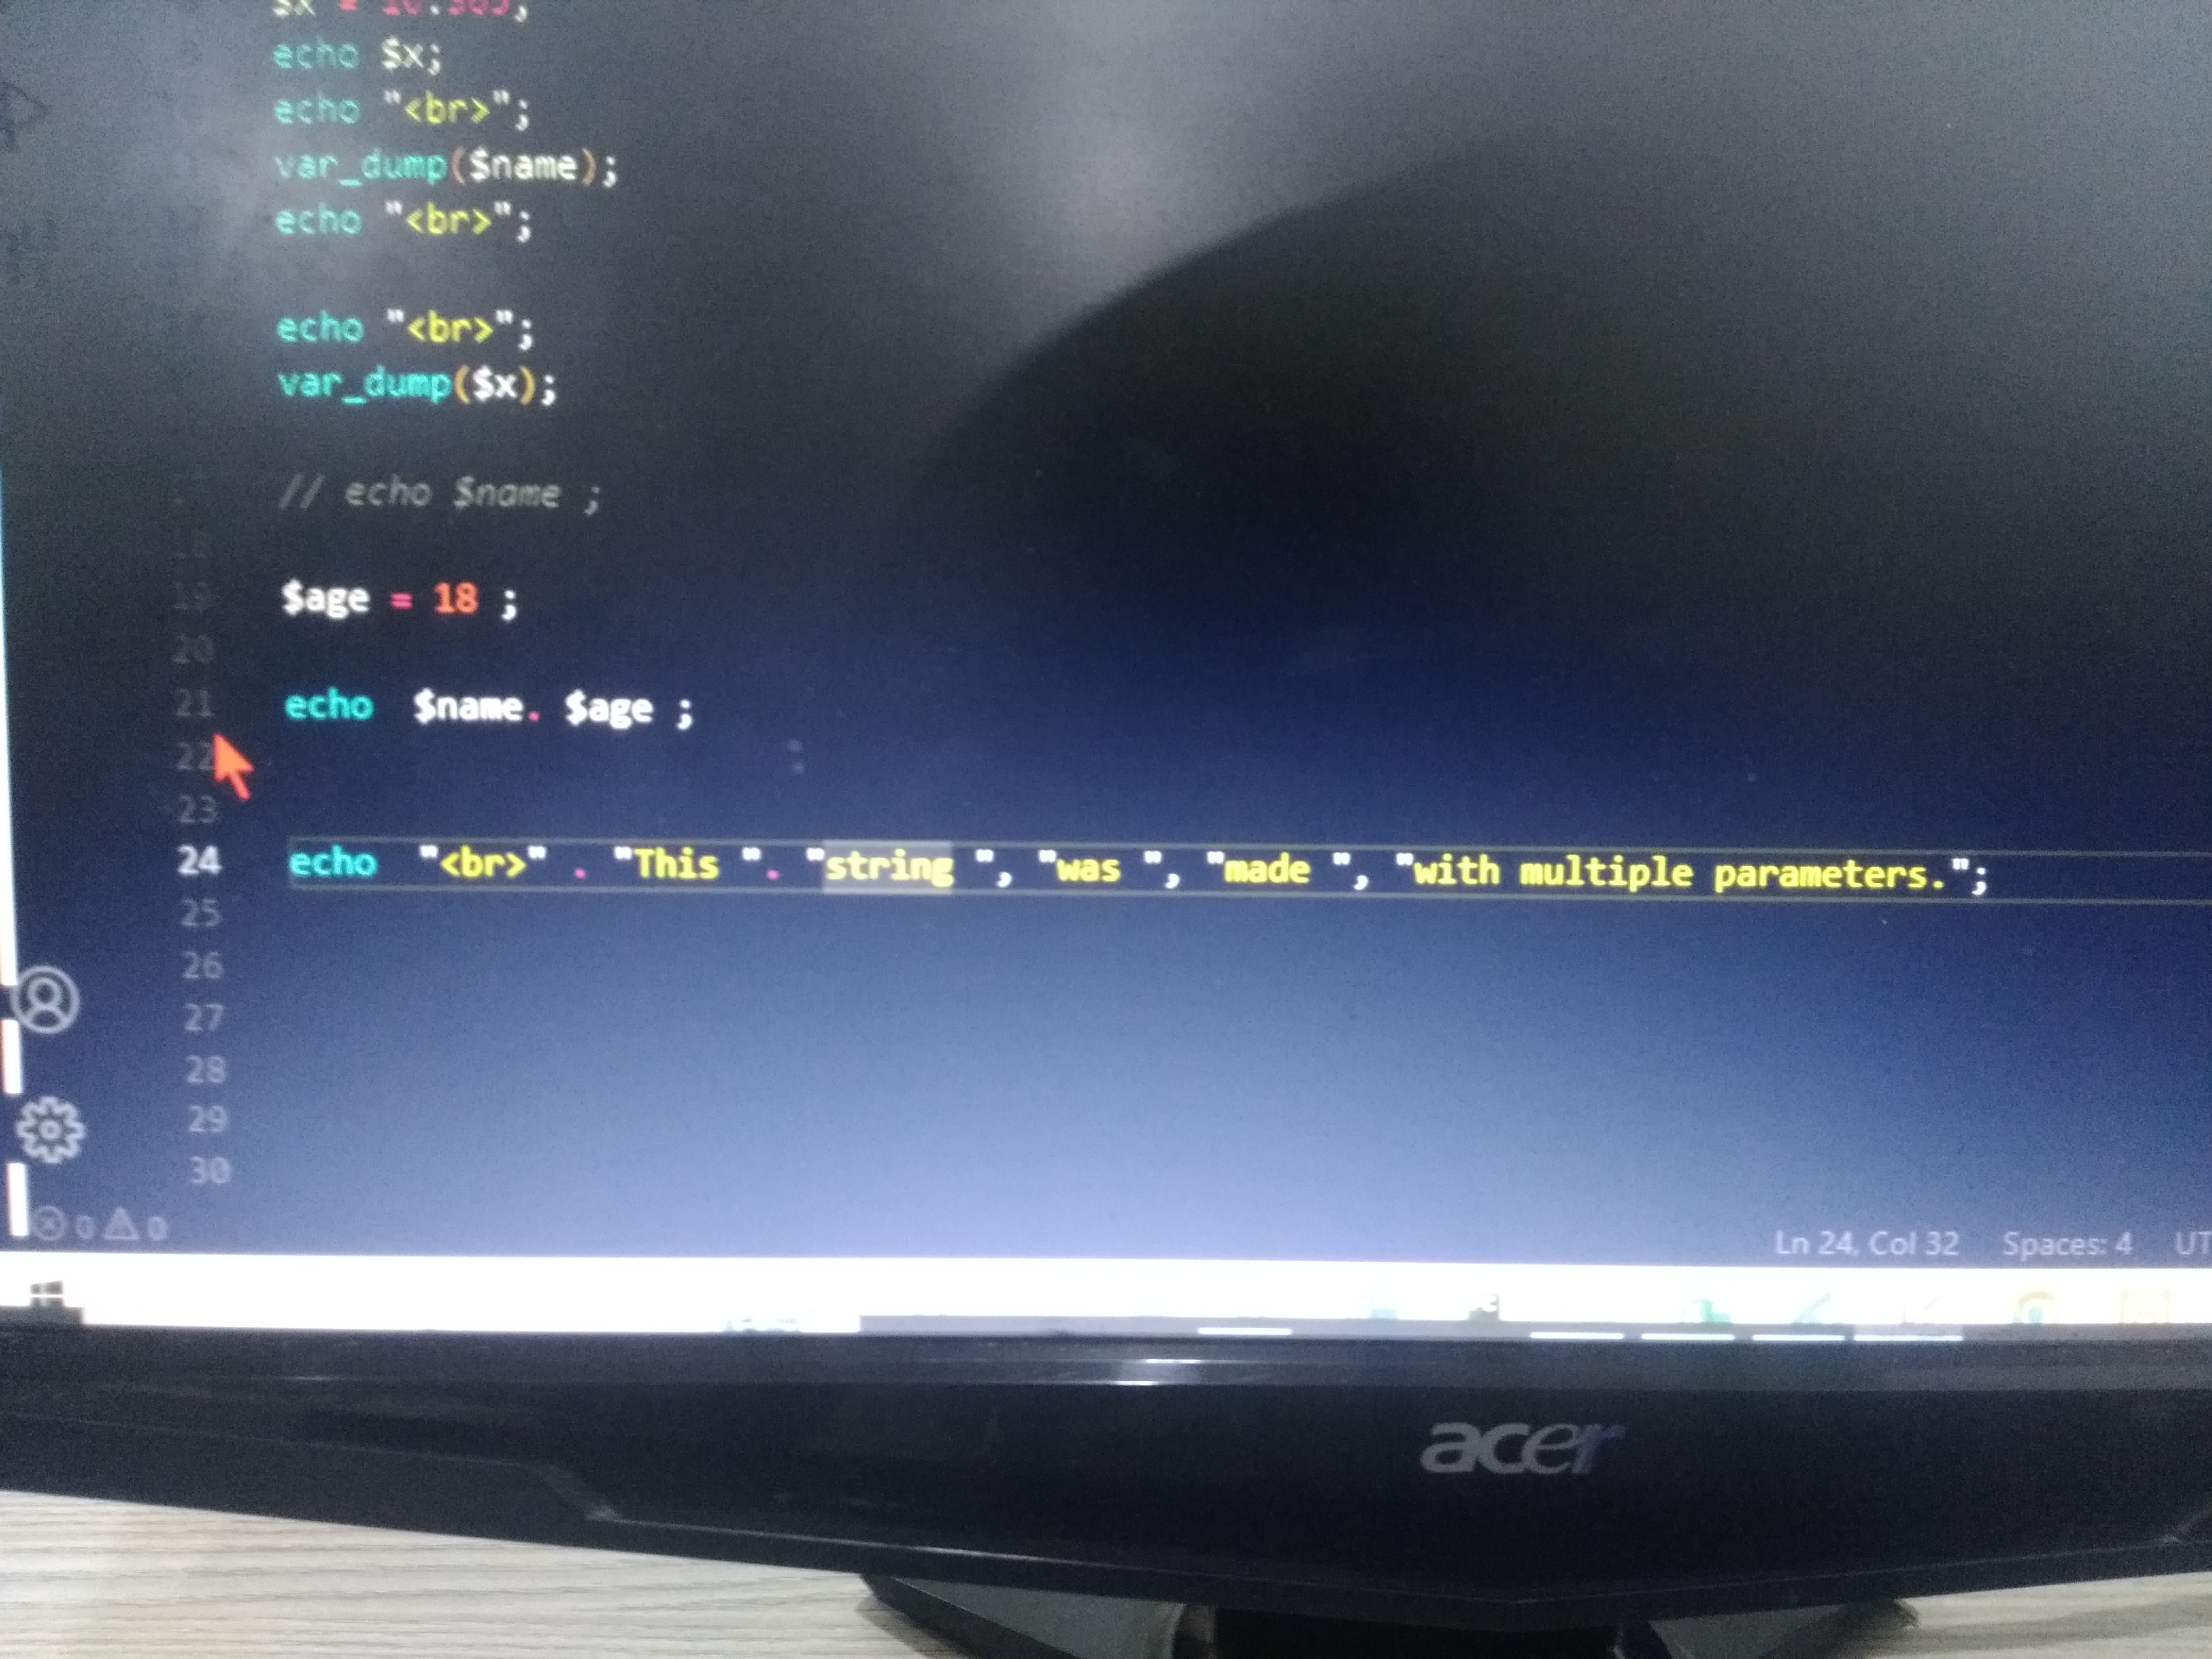 $x = 10.365;
echo $x;
echo "<br>";
var_dump($name);
echo "<br>";
echo "<br>";
var_dump($x);
// echo $name ;
18
19 $age = 18 ;
20
21 echo  $name. $age ;
22
23
24 echo  "<br>" . "This ". "string ", "was ", "made ", "with multiple parameters.";
25
26
27
28
29
30
0 0
Ln 24, Col 32 Spaces: 4 UT
acer